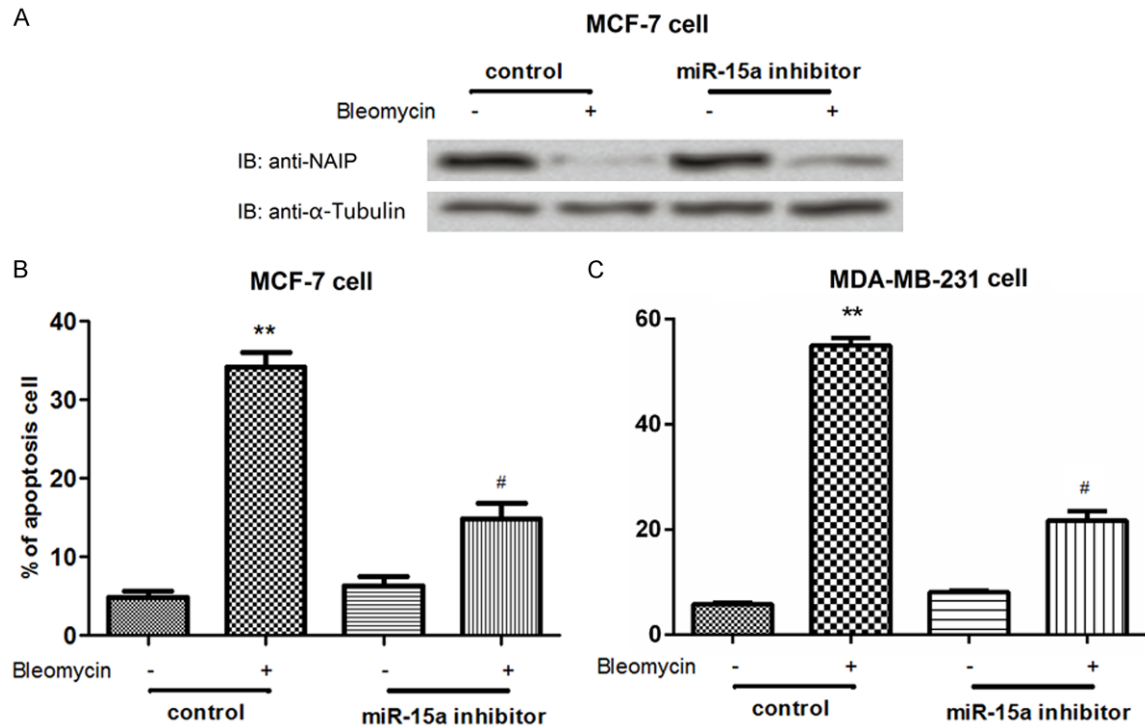 A
MCF-7 cell
control miR-15a inhibitor
Bleomycin - + - +
IB: anti-NAIP
IB: anti-α-Tubulin
B
MCF-7 cell
% of apoptosis cell
40
30
20
10
0
**
#
Bleomycin - + - +
control miR-15a inhibitor
C
MDA-MB-231 cell
60
40
20
0
**
#
Bleomycin - + - +
control miR-15a inhibitor